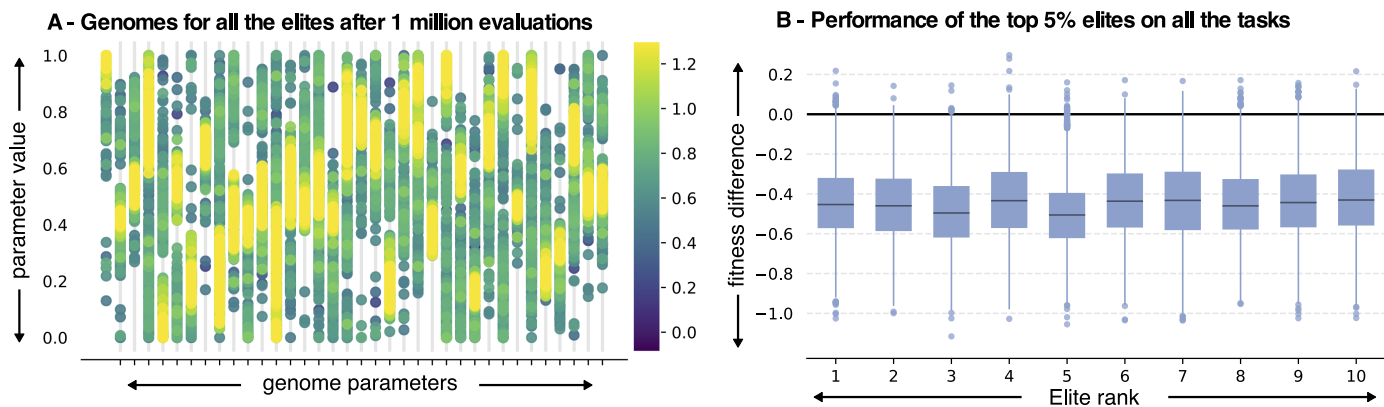 A - Genomes for all the elites after 1 million evaluations
parameter value
1.0
0.8
0.6
0.4
0.2
0.0
genome parameters
1.2
1.0
0.8
0.6
0.4
0.2
0.0
B - Performance of the top 5% elites on all the tasks
fitness difference
0.2
0.0
−0.2
−0.4
−0.6
−0.8
−1.0
1 2 3 4 5 6 7 8 9 10
Elite rank